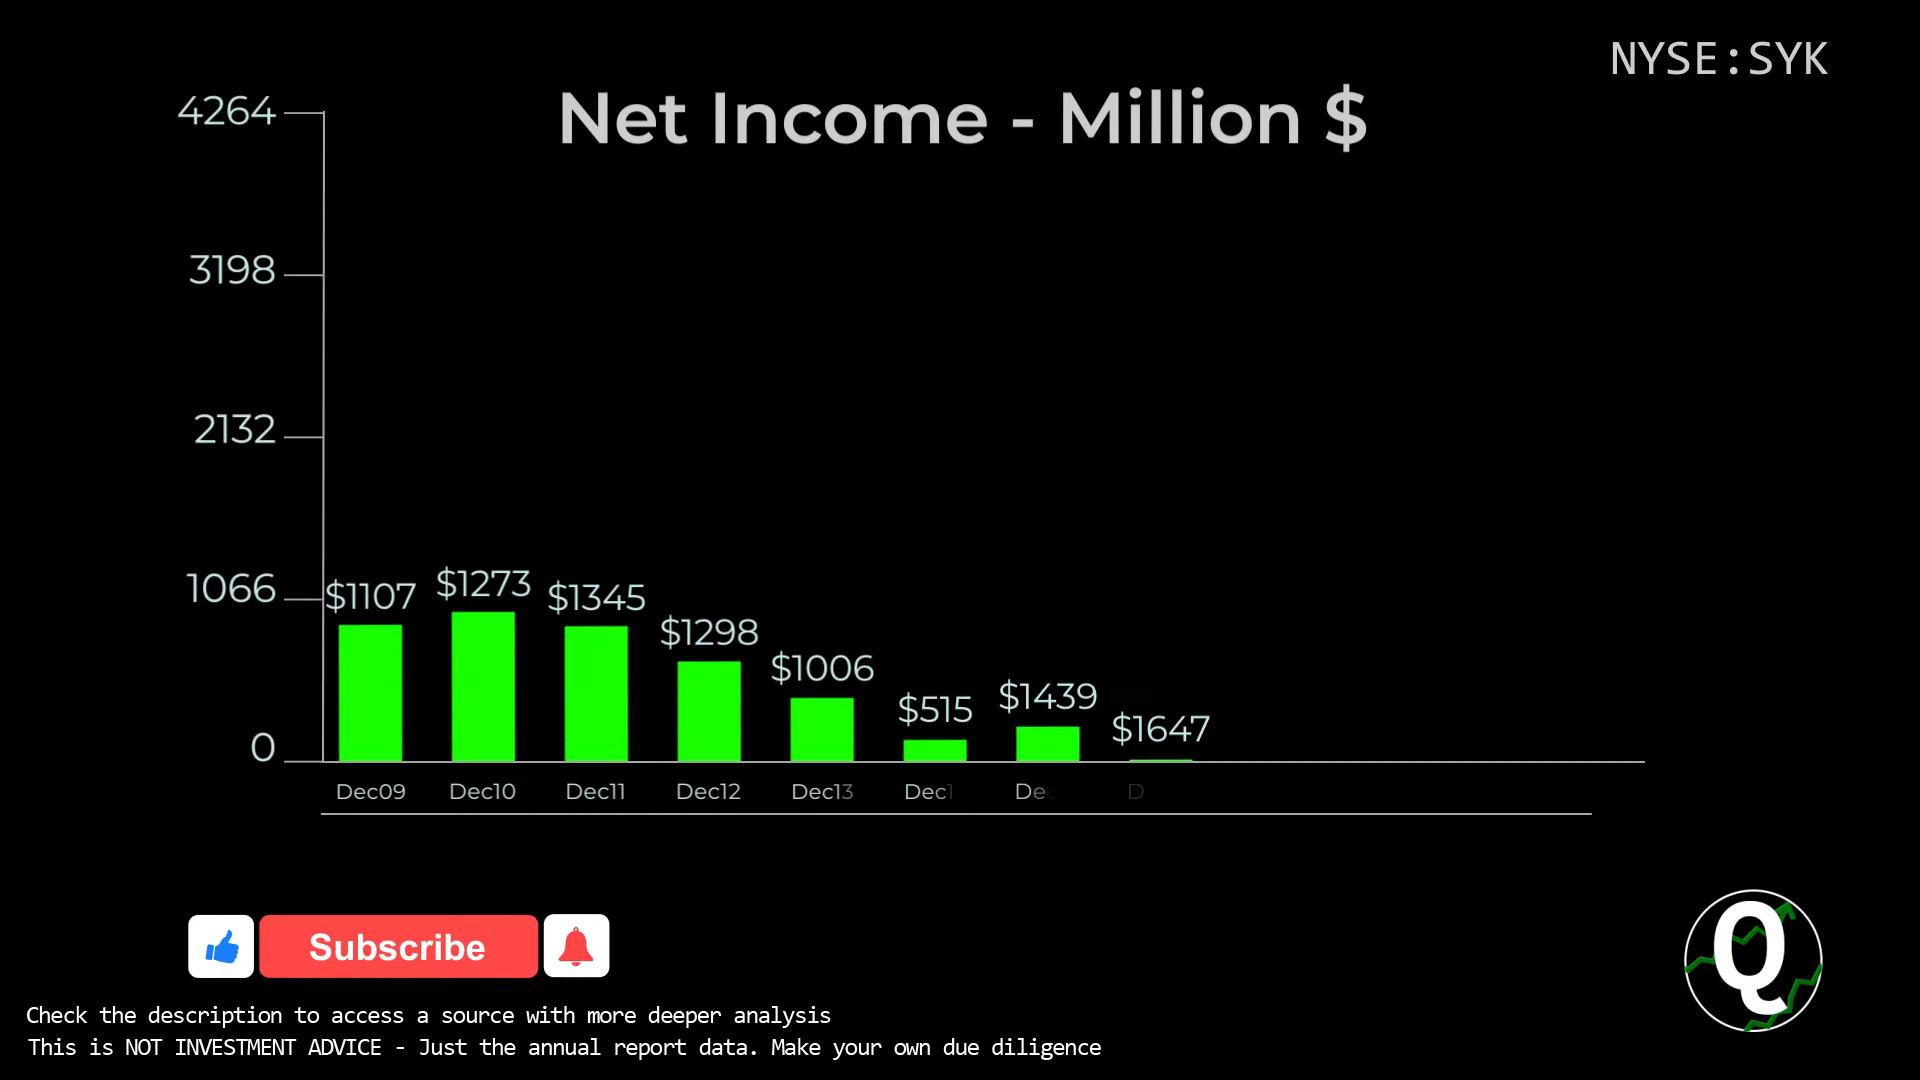 NYSE:SYK
Net Income - Million $
4264
3198
2132
1066
0
$1107 $1273 $1345 $1298 $1006 $515 $1439 $1647
Dec09 Dec10 Dec11 Dec12 Dec13 Dec1 De D
Subscribe
Q
Check the description to access a source with more deeper analysis
This is NOT INVESTMENT ADVICE - Just the annual report data. Make your own due diligence